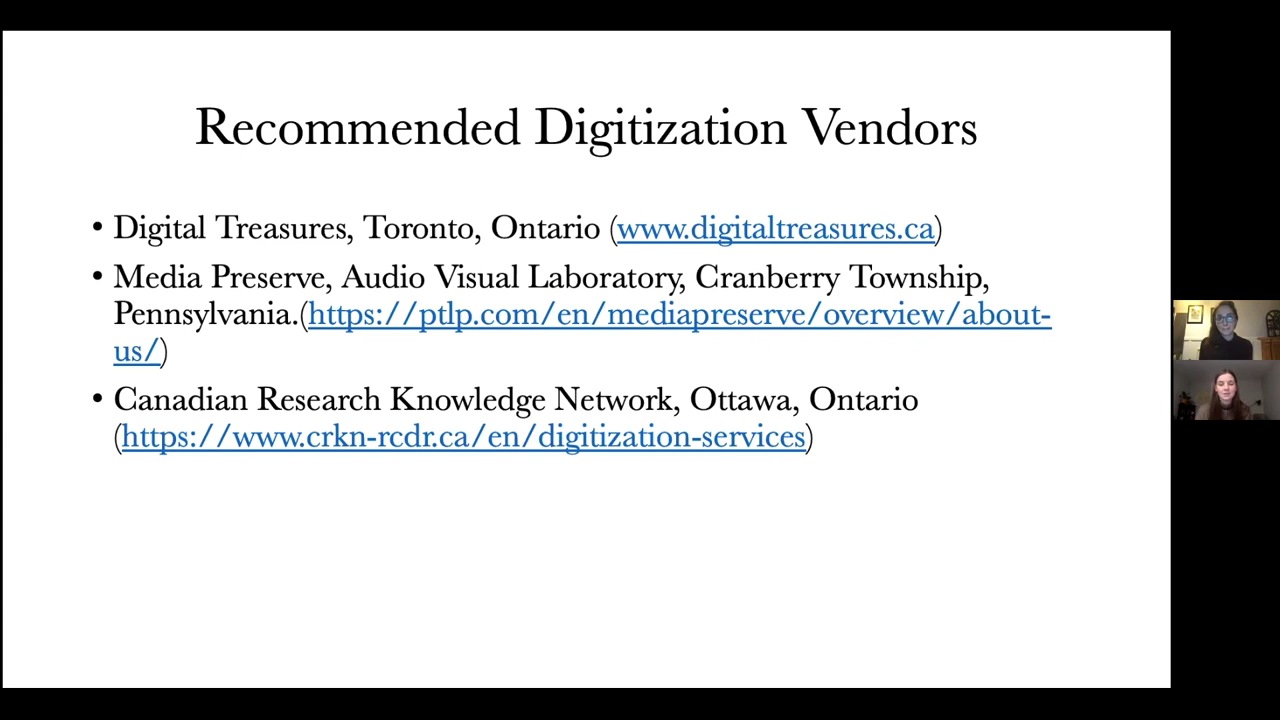 Recommended Digitization Vendors
• Digital Treasures, Toronto, Ontario (www.digitaltreasures.ca)
• Media Preserve, Audio Visual Laboratory, Cranberry Township,
Pennsylvania.(https://ptlp.com/en/mediapreserve/overview/about-
us/)
• Canadian Research Knowledge Network, Ottawa, Ontario
(https://www.crkn-rcdr.ca/en/digitization-services)